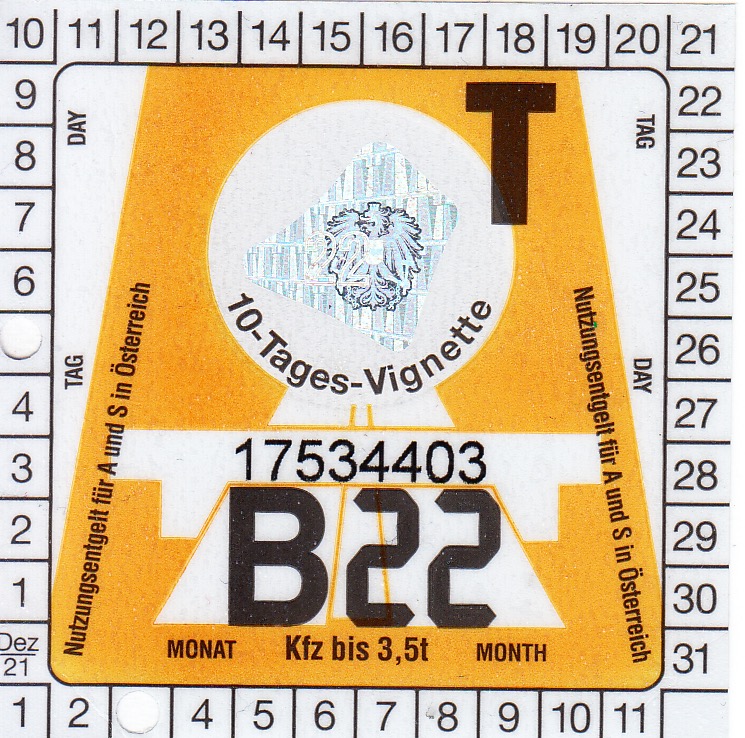 10 11 12 13 14 15 16 17 18 19 20 21
9
8
7
6
4
3
2
1
Dez
21
22
23
24
25
26
27
28
29
30
31
1 2 4 5 6 7 8 9 10 11
DAY
TAG
TAG
DAY
T
10-Tages-Vignette
Nutzungsentgelt für A und S in Österreich
Nutzungsentgelt für A und S in Österreich
17534403
B22
MONAT Kfz bis 3,5t MONTH